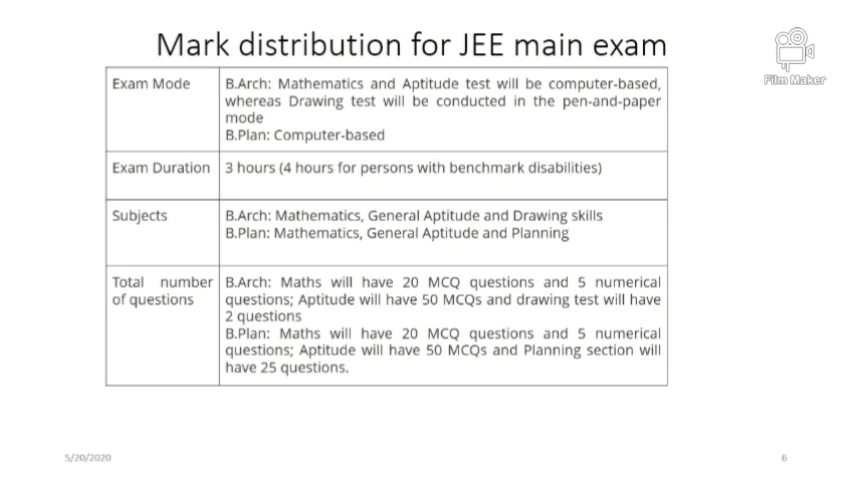 Mark distribution for JEE main exam
Film Maker
Exam Mode
B.Arch: Mathematics and Aptitude test will be computer-based,
whereas Drawing test will be conducted in the pen-and-paper
mode
B.Plan: Computer-based
Exam Duration
3 hours (4 hours for persons with benchmark disabilities)
Subjects
B.Arch: Mathematics, General Aptitude and Drawing skills
B.Plan: Mathematics, General Aptitude and Planning
Total number
of questions
B.Arch: Maths will have 20 MCQ questions and 5 numerical
questions; Aptitude will have 50 MCQs and drawing test will have
2 questions
B.Plan: Maths will have 20 MCQ questions and 5 numerical
questions; Aptitude will have 50 MCQs and Planning section will
have 25 questions.
5/20/2020
6